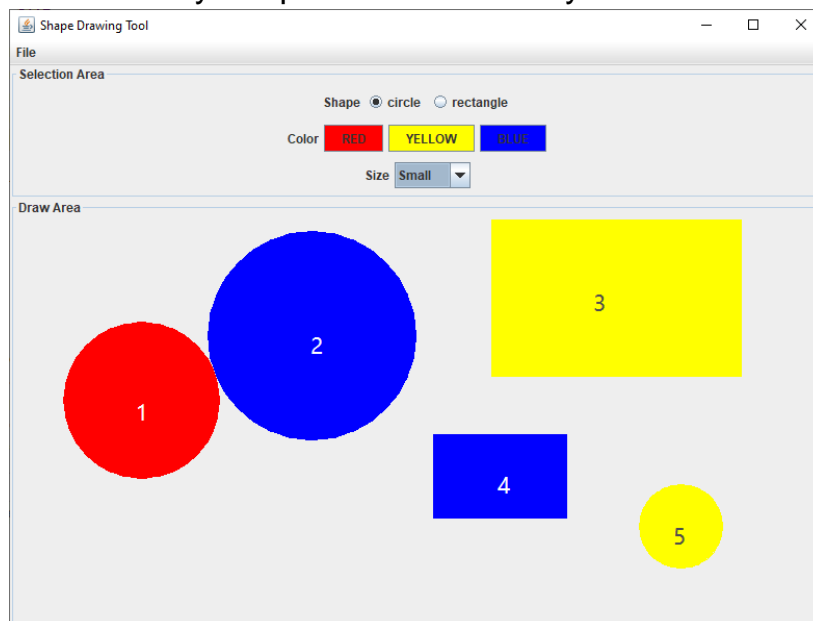 Shape Drawing Tool
File
Selection Area
Shape circle rectangle
Color RED YELLOW BLUE
Size Small
Draw Area
1
2
3
4
5